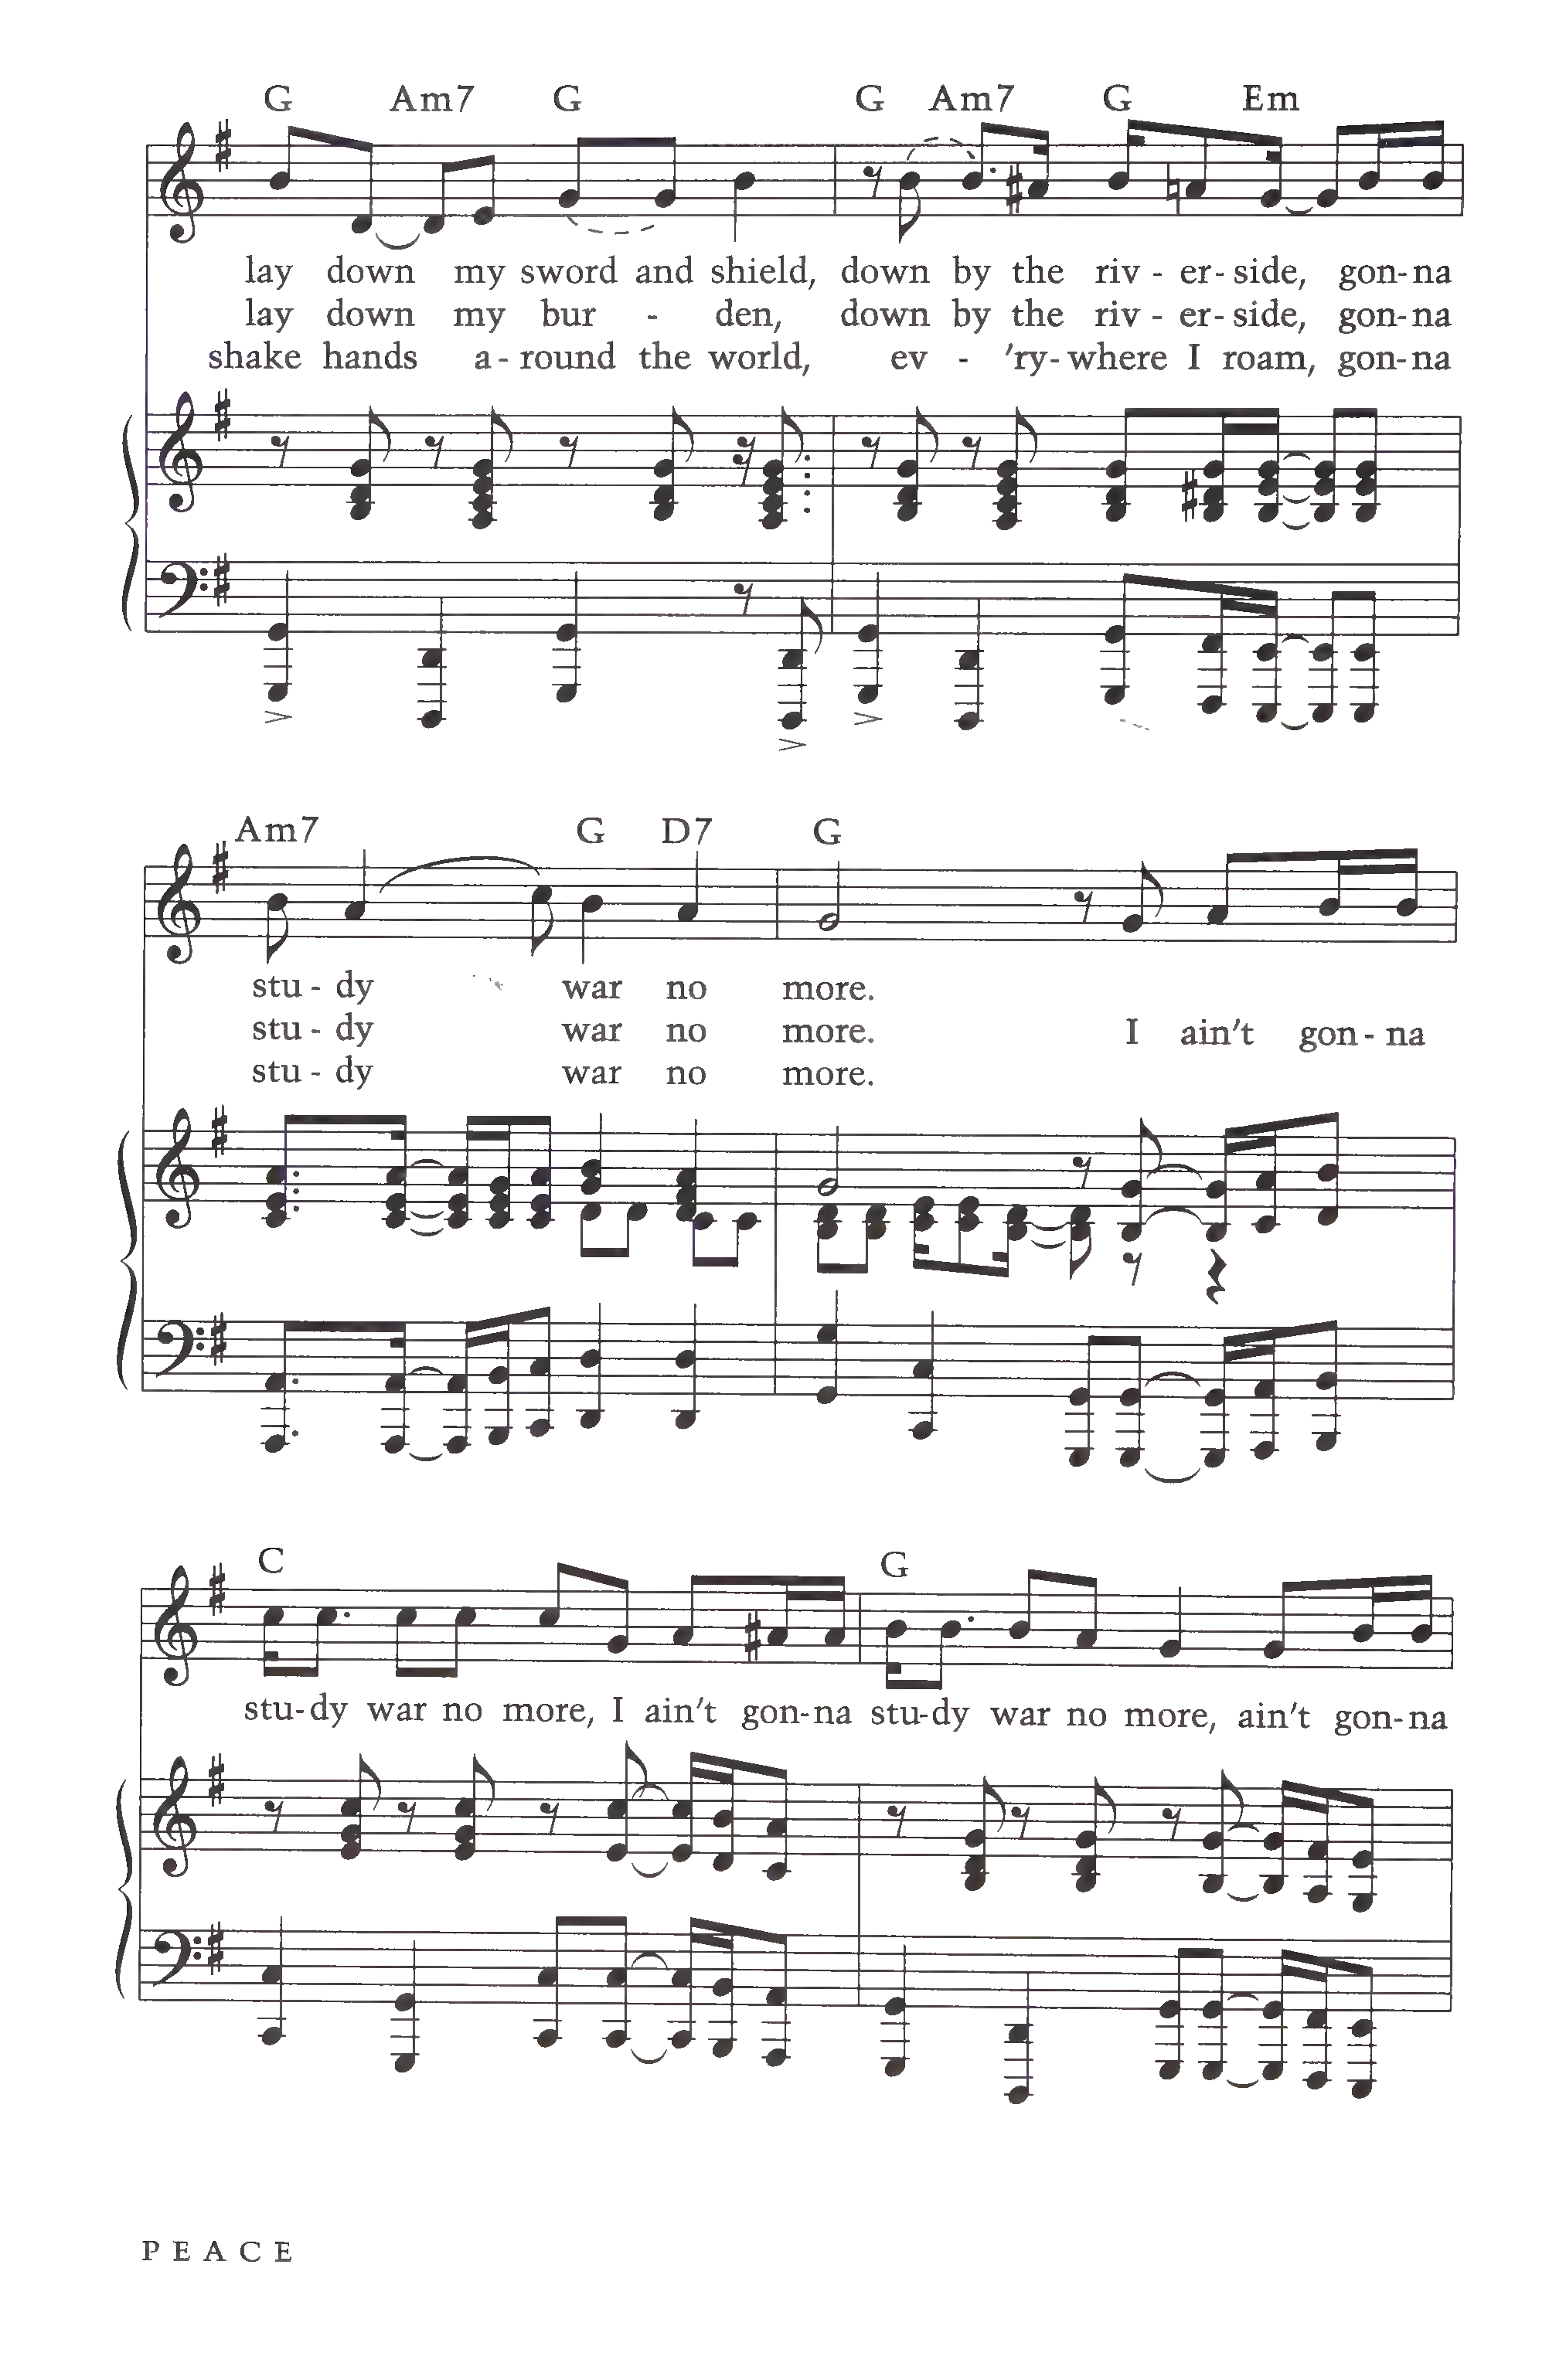 G Am7 G G Am7 G Em
lay down my sword and shield, down by the riv - er - side, gon - na
lay down my bur - den, down by the riv - er - side, gon - na
shake hands a - round the world, ev - 'ry - where I roam, gon - na
Am7 G D7 G
stu - dy war no more.
stu - dy war no more. I ain't gon - na
stu - dy war no more.
C G
stu - dy war no more, I ain't gon - na stu - dy war no more, ain't gon - na
PEACE